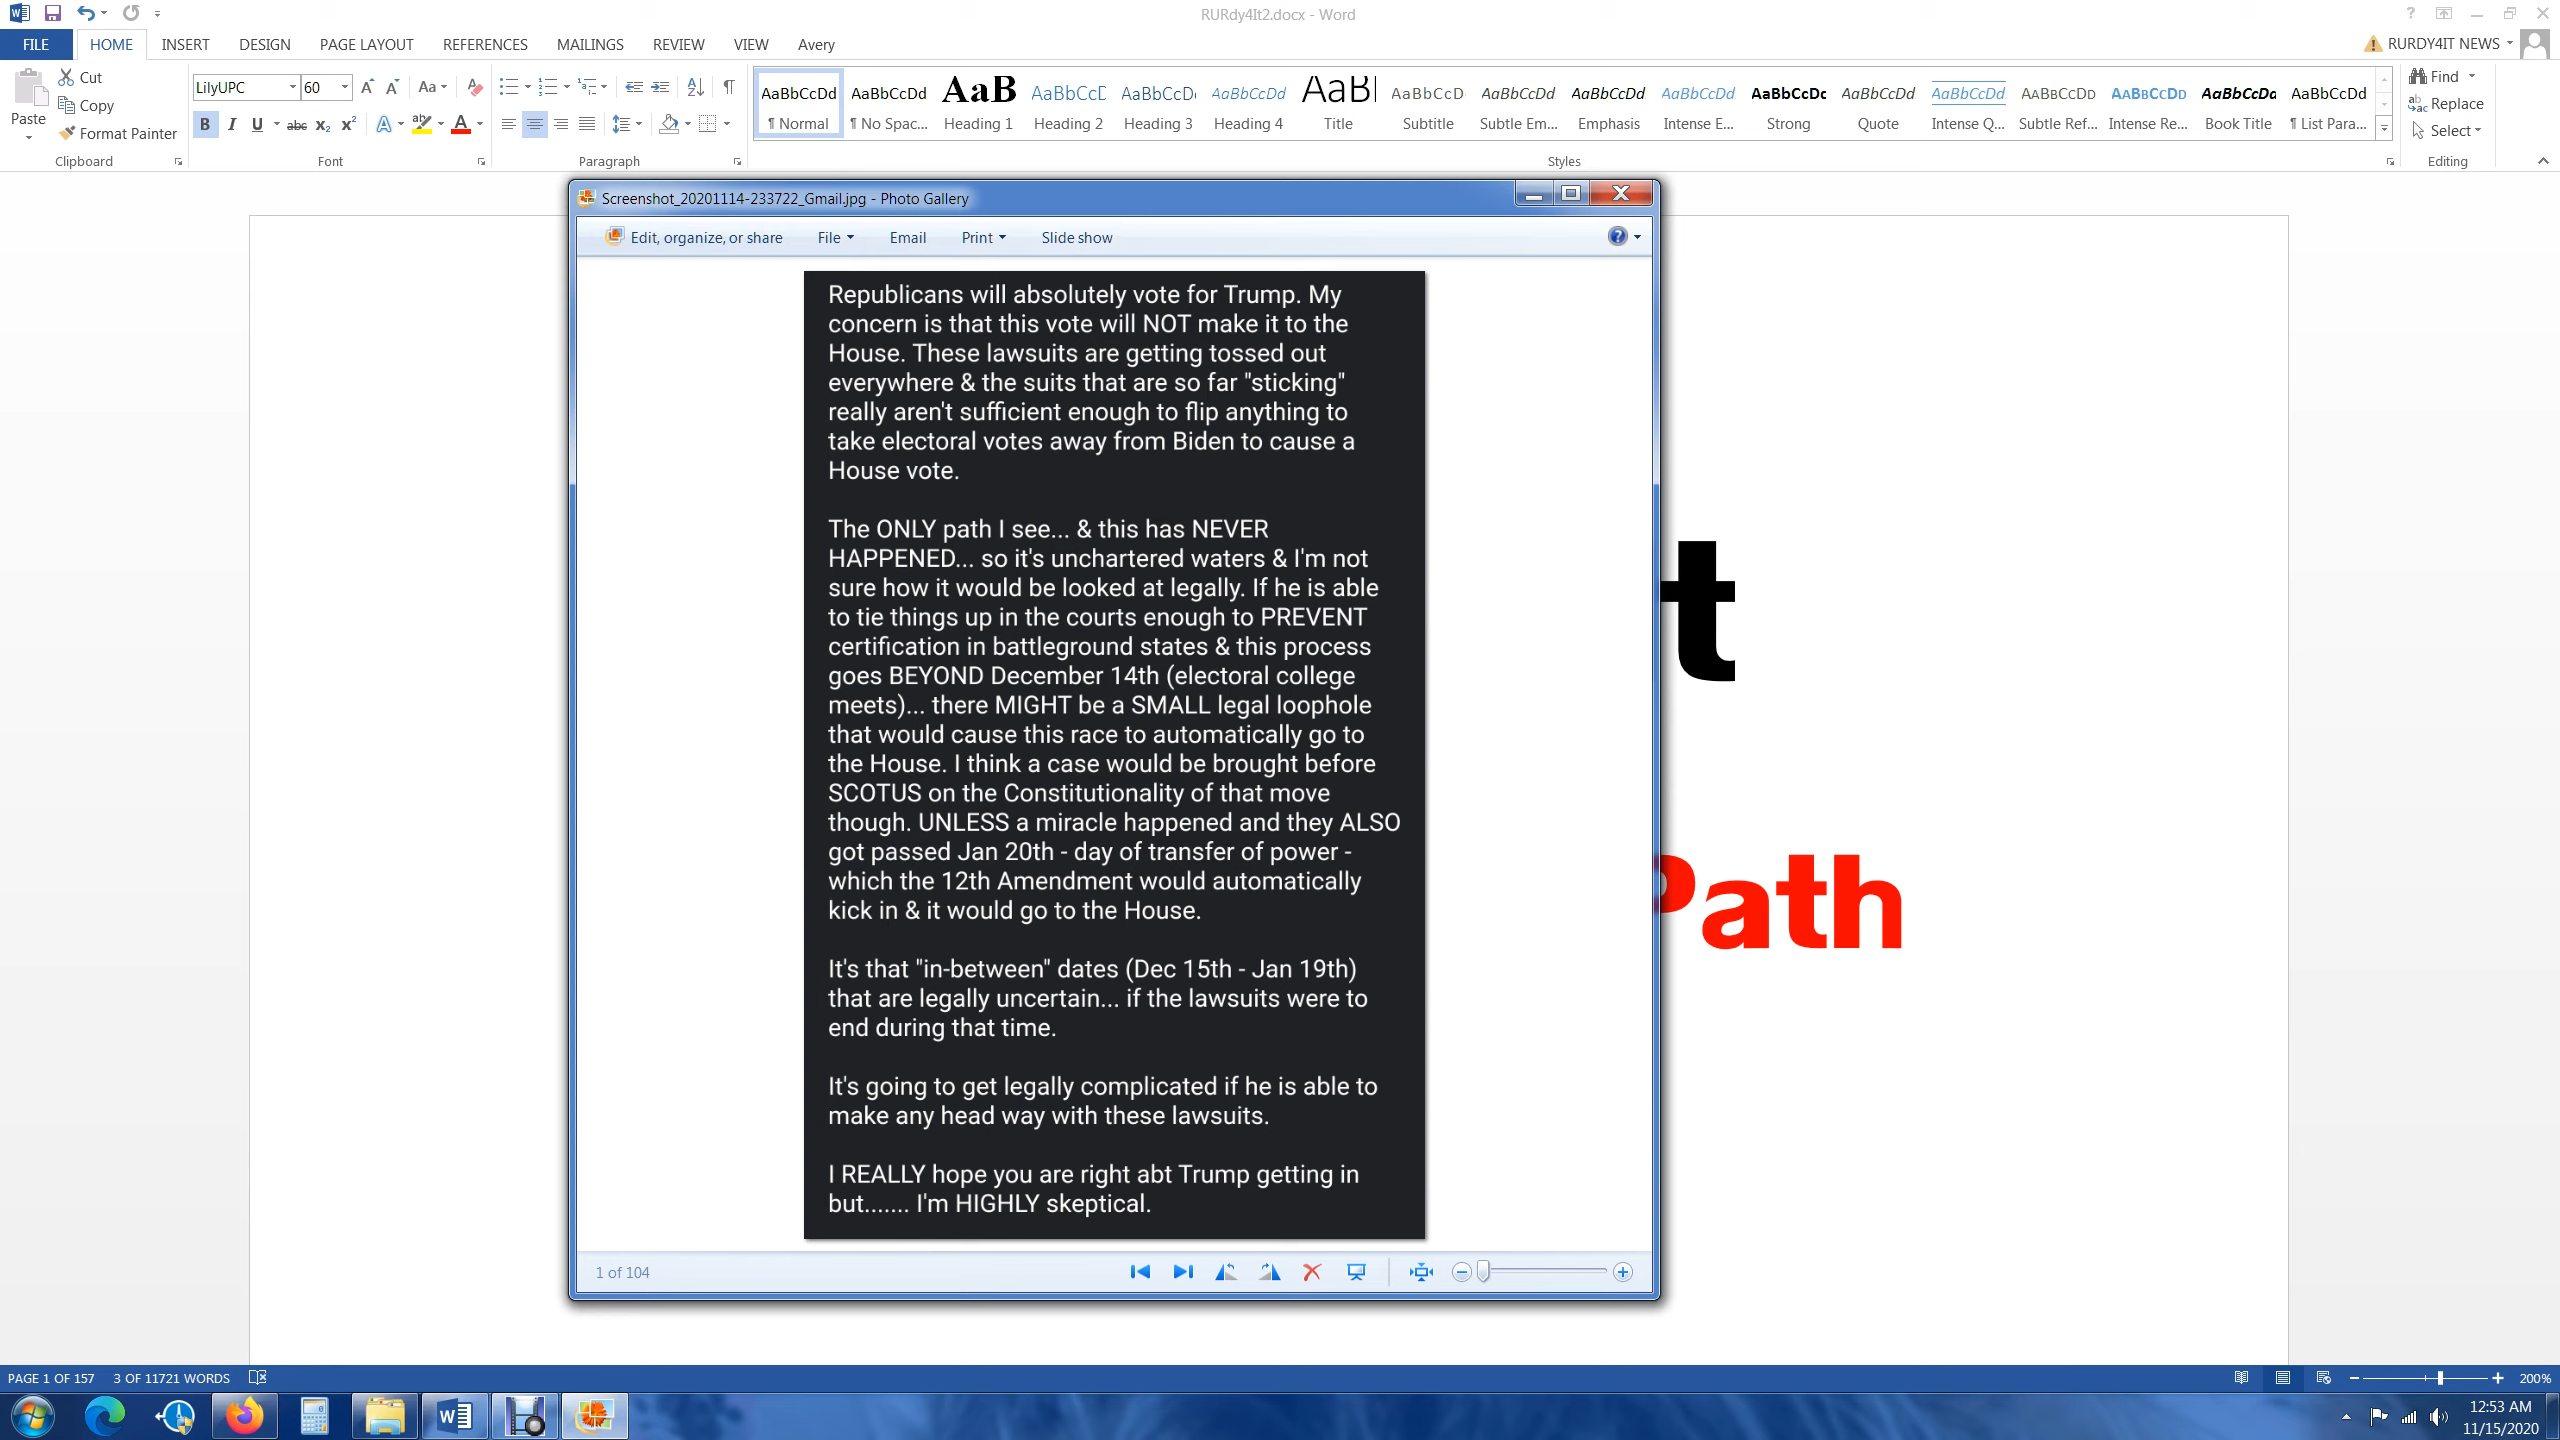 RURdy4It2.docx - Word
FILE HOME INSERT DESIGN PAGE LAYOUT REFERENCES MAILINGS REVIEW VIEW Avery
RURDY4IT NEWS
Paste
Cut
Copy
Format Painter
Clipboard
LilyUPC 60
Font
Paragraph
AaBbCcDd AaBbCcDd AaB AaBbCcD AaBbCcDd AaBbCcDd AaBl AaBbCcD AaBbCcDd AaBbCcDd AaBbCcDd AaBbCcDc AaBbCcDd AaBbCcDd AABBCCDD AABBCCDD AaBbCcDd AaBbCcDd
¶ Normal ¶ No Spac... Heading 1 Heading 2 Heading 3 Heading 4 Title Subtitle Subtle Em... Emphasis Intense E... Strong Quote Intense Q... Subtle Ref... Intense Re... Book Title ¶ List Para...
Styles
Find
Replace
Select
Editing
Screenshot_20201114-233722_Gmail.jpg - Photo Gallery
Edit, organize, or share File Email Print Slide show
Republicans will absolutely vote for Trump. My
concern is that this vote will NOT make it to the
House. These lawsuits are getting tossed out
everywhere & the suits that are so far "sticking"
really aren't sufficient enough to flip anything to
take electoral votes away from Biden to cause a
House vote.
The ONLY path I see... & this has NEVER
HAPPENED... so it's unchartered waters & I'm not
sure how it would be looked at legally. If he is able
to tie things up in the courts enough to PREVENT
certification in battleground states & this process
goes BEYOND December 14th (electoral college
meets)... there MIGHT be a SMALL legal loophole
that would cause this race to automatically go to
the House. I think a case would be brought before
SCOTUS on the Constitutionality of that move
though. UNLESS a miracle happened and they ALSO
got passed Jan 20th - day of transfer of power -
which the 12th Amendment would automatically
kick in & it would go to the House.
It's that "in-between" dates (Dec 15th - Jan 19th)
that are legally uncertain... if the lawsuits were to
end during that time.
It's going to get legally complicated if he is able to
make any head way with these lawsuits.
I REALLY hope you are right abt Trump getting in
but....... I'm HIGHLY skeptical.
t
Path
1 of 104
PAGE 1 OF 157 3 OF 11721 WORDS
200%
12:53 AM
11/15/2020